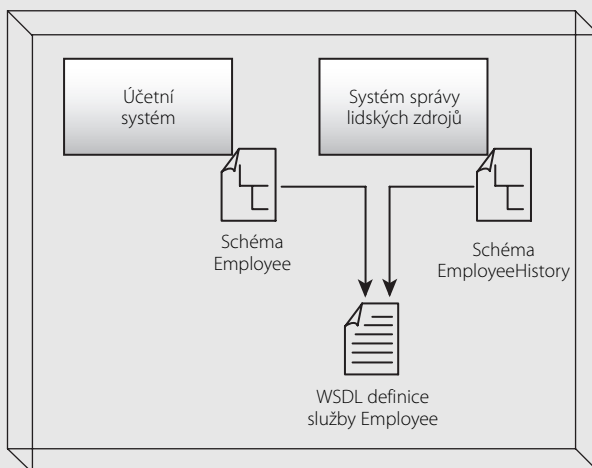 Účetní
systém
Systém správy
lidských zdrojů
Schéma
Employee
Schéma
EmployeeHistory
WSDL definice
služby Employee